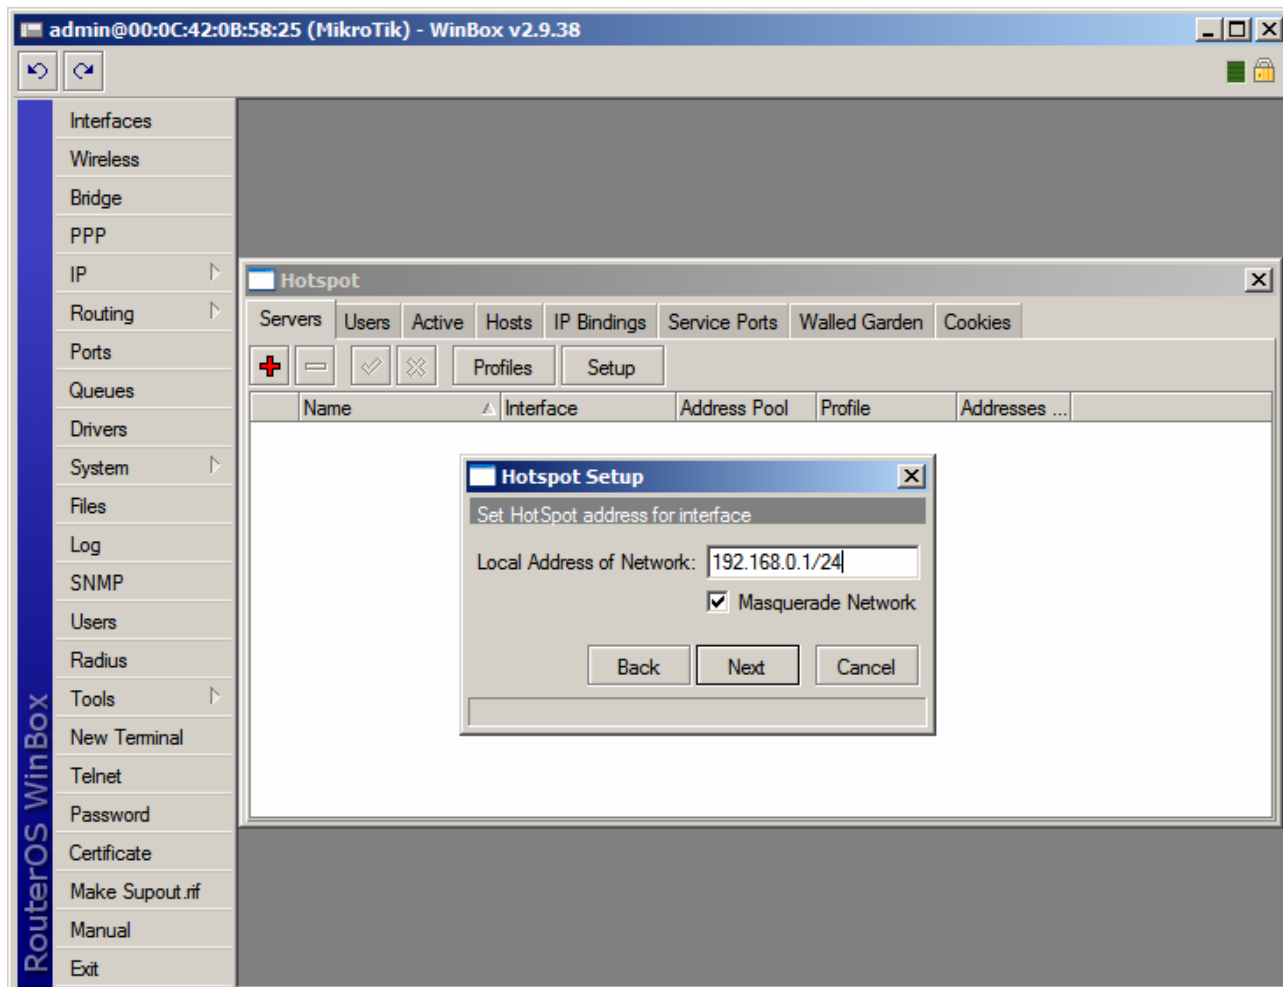 admin@00:0C:42:0B:58:25 (MikroTik) - WinBox v2.9.38
Interfaces
Wireless
Bridge
PPP
IP
Routing
Ports
Queues
Drivers
System
Files
Log
SNMP
Users
Radius
Tools
New Terminal
Telnet
Password
Certificate
Make Supout.rif
Manual
Exit
RouterOS WinBox
Hotspot
Servers Users Active Hosts IP Bindings Service Ports Walled Garden Cookies
Profiles Setup
Name Interface Address Pool Profile Addresses ...
Hotspot Setup
Set HotSpot address for interface
Local Address of Network: 192.168.0.1/24
Masquerade Network
Back Next Cancel